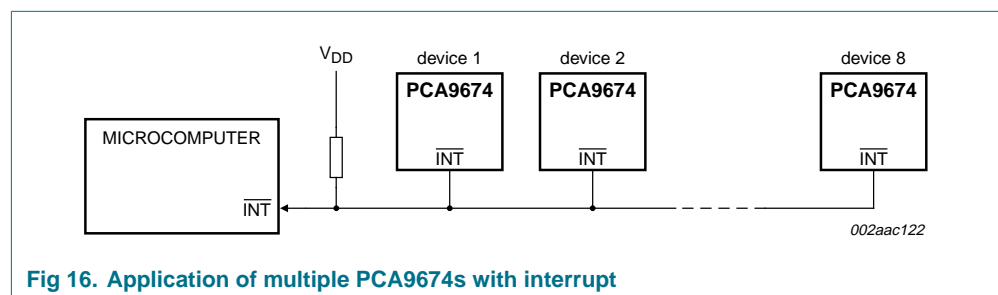 V_DD
device 1
device 2
device 8
PCA9674
PCA9674
PCA9674
MICROCOMPUTER
INT
INT
INT
INT
002aac122
Fig 16. Application of multiple PCA9674s with interrupt